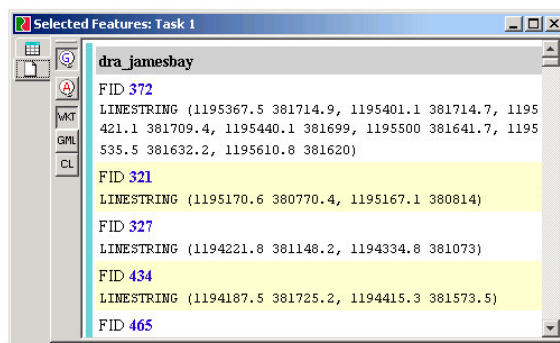 Selected Features: Task 1
G
A
WKT
GML
CL
dra_jamesbay
FID 372
LINESTRING (1195367.5 381714.9, 1195401.1 381714.7, 1195
421.1 381709.4, 1195440.1 381699, 1195500 381641.7, 1195
535.5 381632.2, 1195610.8 381620)
FID 321
LINESTRING (1195170.6 380770.4, 1195167.1 380814)
FID 327
LINESTRING (1194221.8 381148.2, 1194334.8 381073)
FID 434
LINESTRING (1194187.5 381725.2, 1194415.3 381573.5)
FID 465